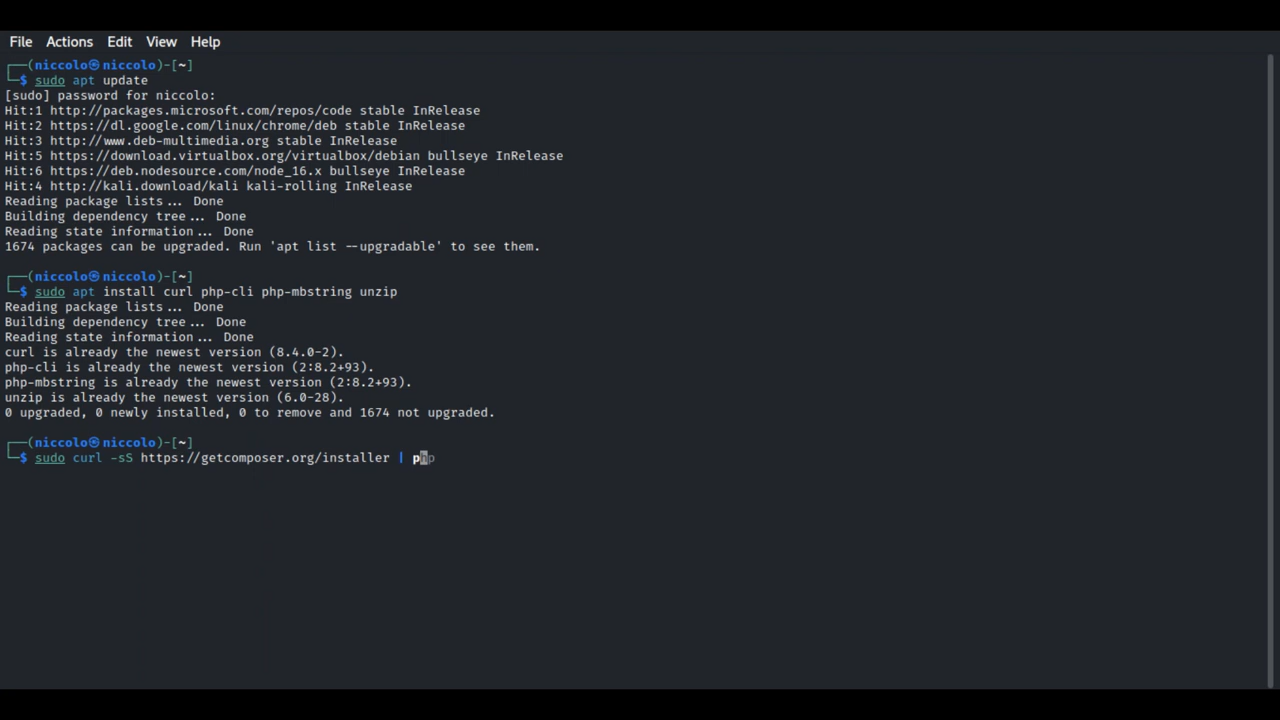 File Actions Edit View Help
┌──(niccolo㉿niccolo)-[~]
└─$ sudo apt update
[sudo] password for niccolo:
Hit:1 http://packages.microsoft.com/repos/code stable InRelease
Hit:2 https://dl.google.com/linux/chrome/deb stable InRelease
Hit:3 http://www.deb-multimedia.org stable InRelease
Hit:5 https://download.virtualbox.org/virtualbox/debian bullseye InRelease
Hit:6 https://deb.nodesource.com/node_16.x bullseye InRelease
Hit:4 http://kali.download/kali kali-rolling InRelease
Reading package lists... Done
Building dependency tree... Done
Reading state information... Done
1674 packages can be upgraded. Run 'apt list --upgradable' to see them.
┌──(niccolo㉿niccolo)-[~]
└─$ sudo apt install curl php-cli php-mbstring unzip
Reading package lists... Done
Building dependency tree... Done
Reading state information... Done
curl is already the newest version (8.4.0-2).
php-cli is already the newest version (2:8.2+93).
php-mbstring is already the newest version (2:8.2+93).
unzip is already the newest version (6.0-28).
0 upgraded, 0 newly installed, 0 to remove and 1674 not upgraded.
┌──(niccolo㉿niccolo)-[~]
└─$ sudo curl -sS https://getcomposer.org/installer | php